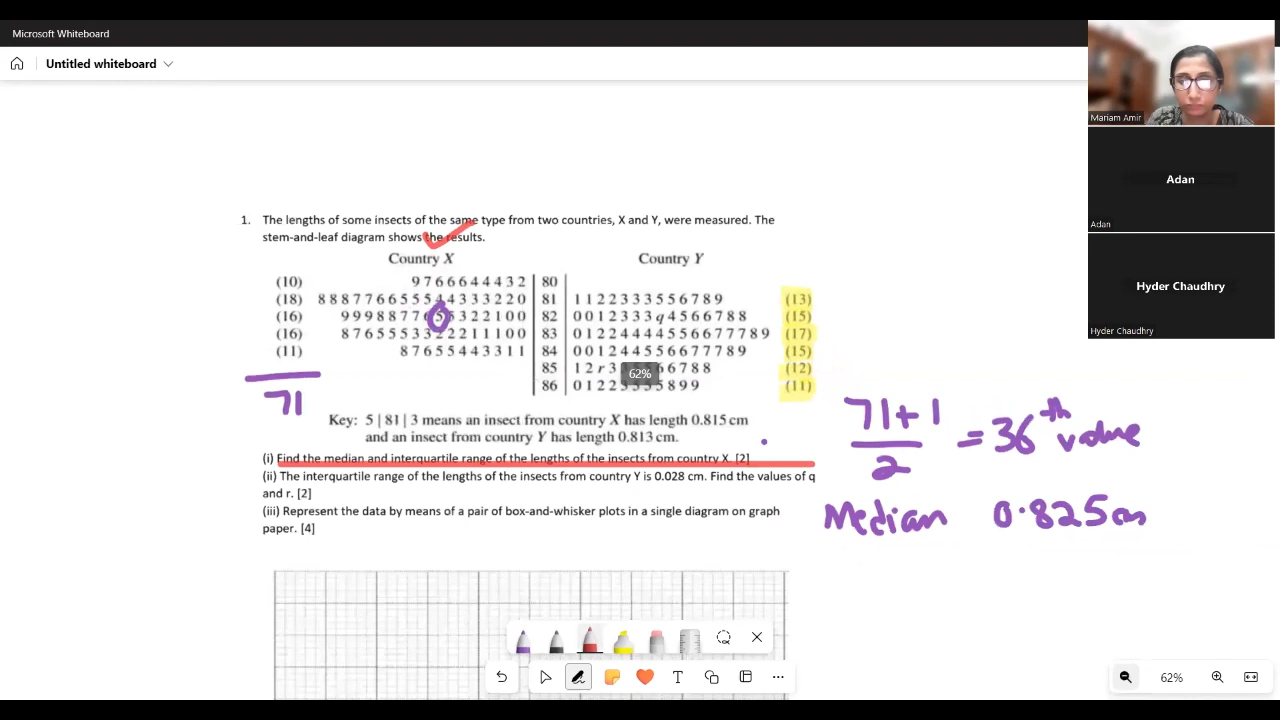 Microsoft Whiteboard
Untitled whiteboard
Mariam Amir
Adan
Adan
Hyder Chaudhry
Hyder Chaudhry
1. The lengths of some insects of the same type from two countries, X and Y, were measured. The
stem-and-leaf diagram shows the results.
Country X Country Y
(10) 9 7 6 6 6 4 4 4 3 2 | 80 |
(18) 8 8 8 7 7 6 6 5 5 5 4 4 3 3 3 2 2 0 | 81 | 1 1 2 2 3 3 3 5 5 6 7 8 9 (13)
(16) 9 9 9 8 8 7 7 6 5 5 3 2 2 1 0 0 | 82 | 0 0 1 2 3 3 3 q 4 5 6 6 7 8 8 (15)
(16) 8 7 6 5 5 5 3 3 2 2 2 1 1 1 0 0 | 83 | 0 1 2 2 4 4 4 4 5 5 6 6 7 7 7 8 9 (17)
(11) 8 7 6 5 5 4 4 3 3 1 1 | 84 | 0 0 1 2 4 4 5 5 6 6 7 7 7 8 9 (15)
85 | 1 2 r 3 6 6 7 8 8 (12)
86 | 0 1 2 2 3 5 8 9 9 (11)
62%
71
Key: 5 | 81 | 3 means an insect from country X has length 0.815 cm
and an insect from country Y has length 0.813 cm.
(i) Find the median and interquartile range of the lengths of the insects from country X. [2]
(ii) The interquartile range of the lengths of the insects from country Y is 0.028 cm. Find the values of q
and r. [2]
(iii) Represent the data by means of a pair of box-and-whisker plots in a single diagram on graph
paper. [4]
71+1
2
= 36th value
Median 0.825cm
62%